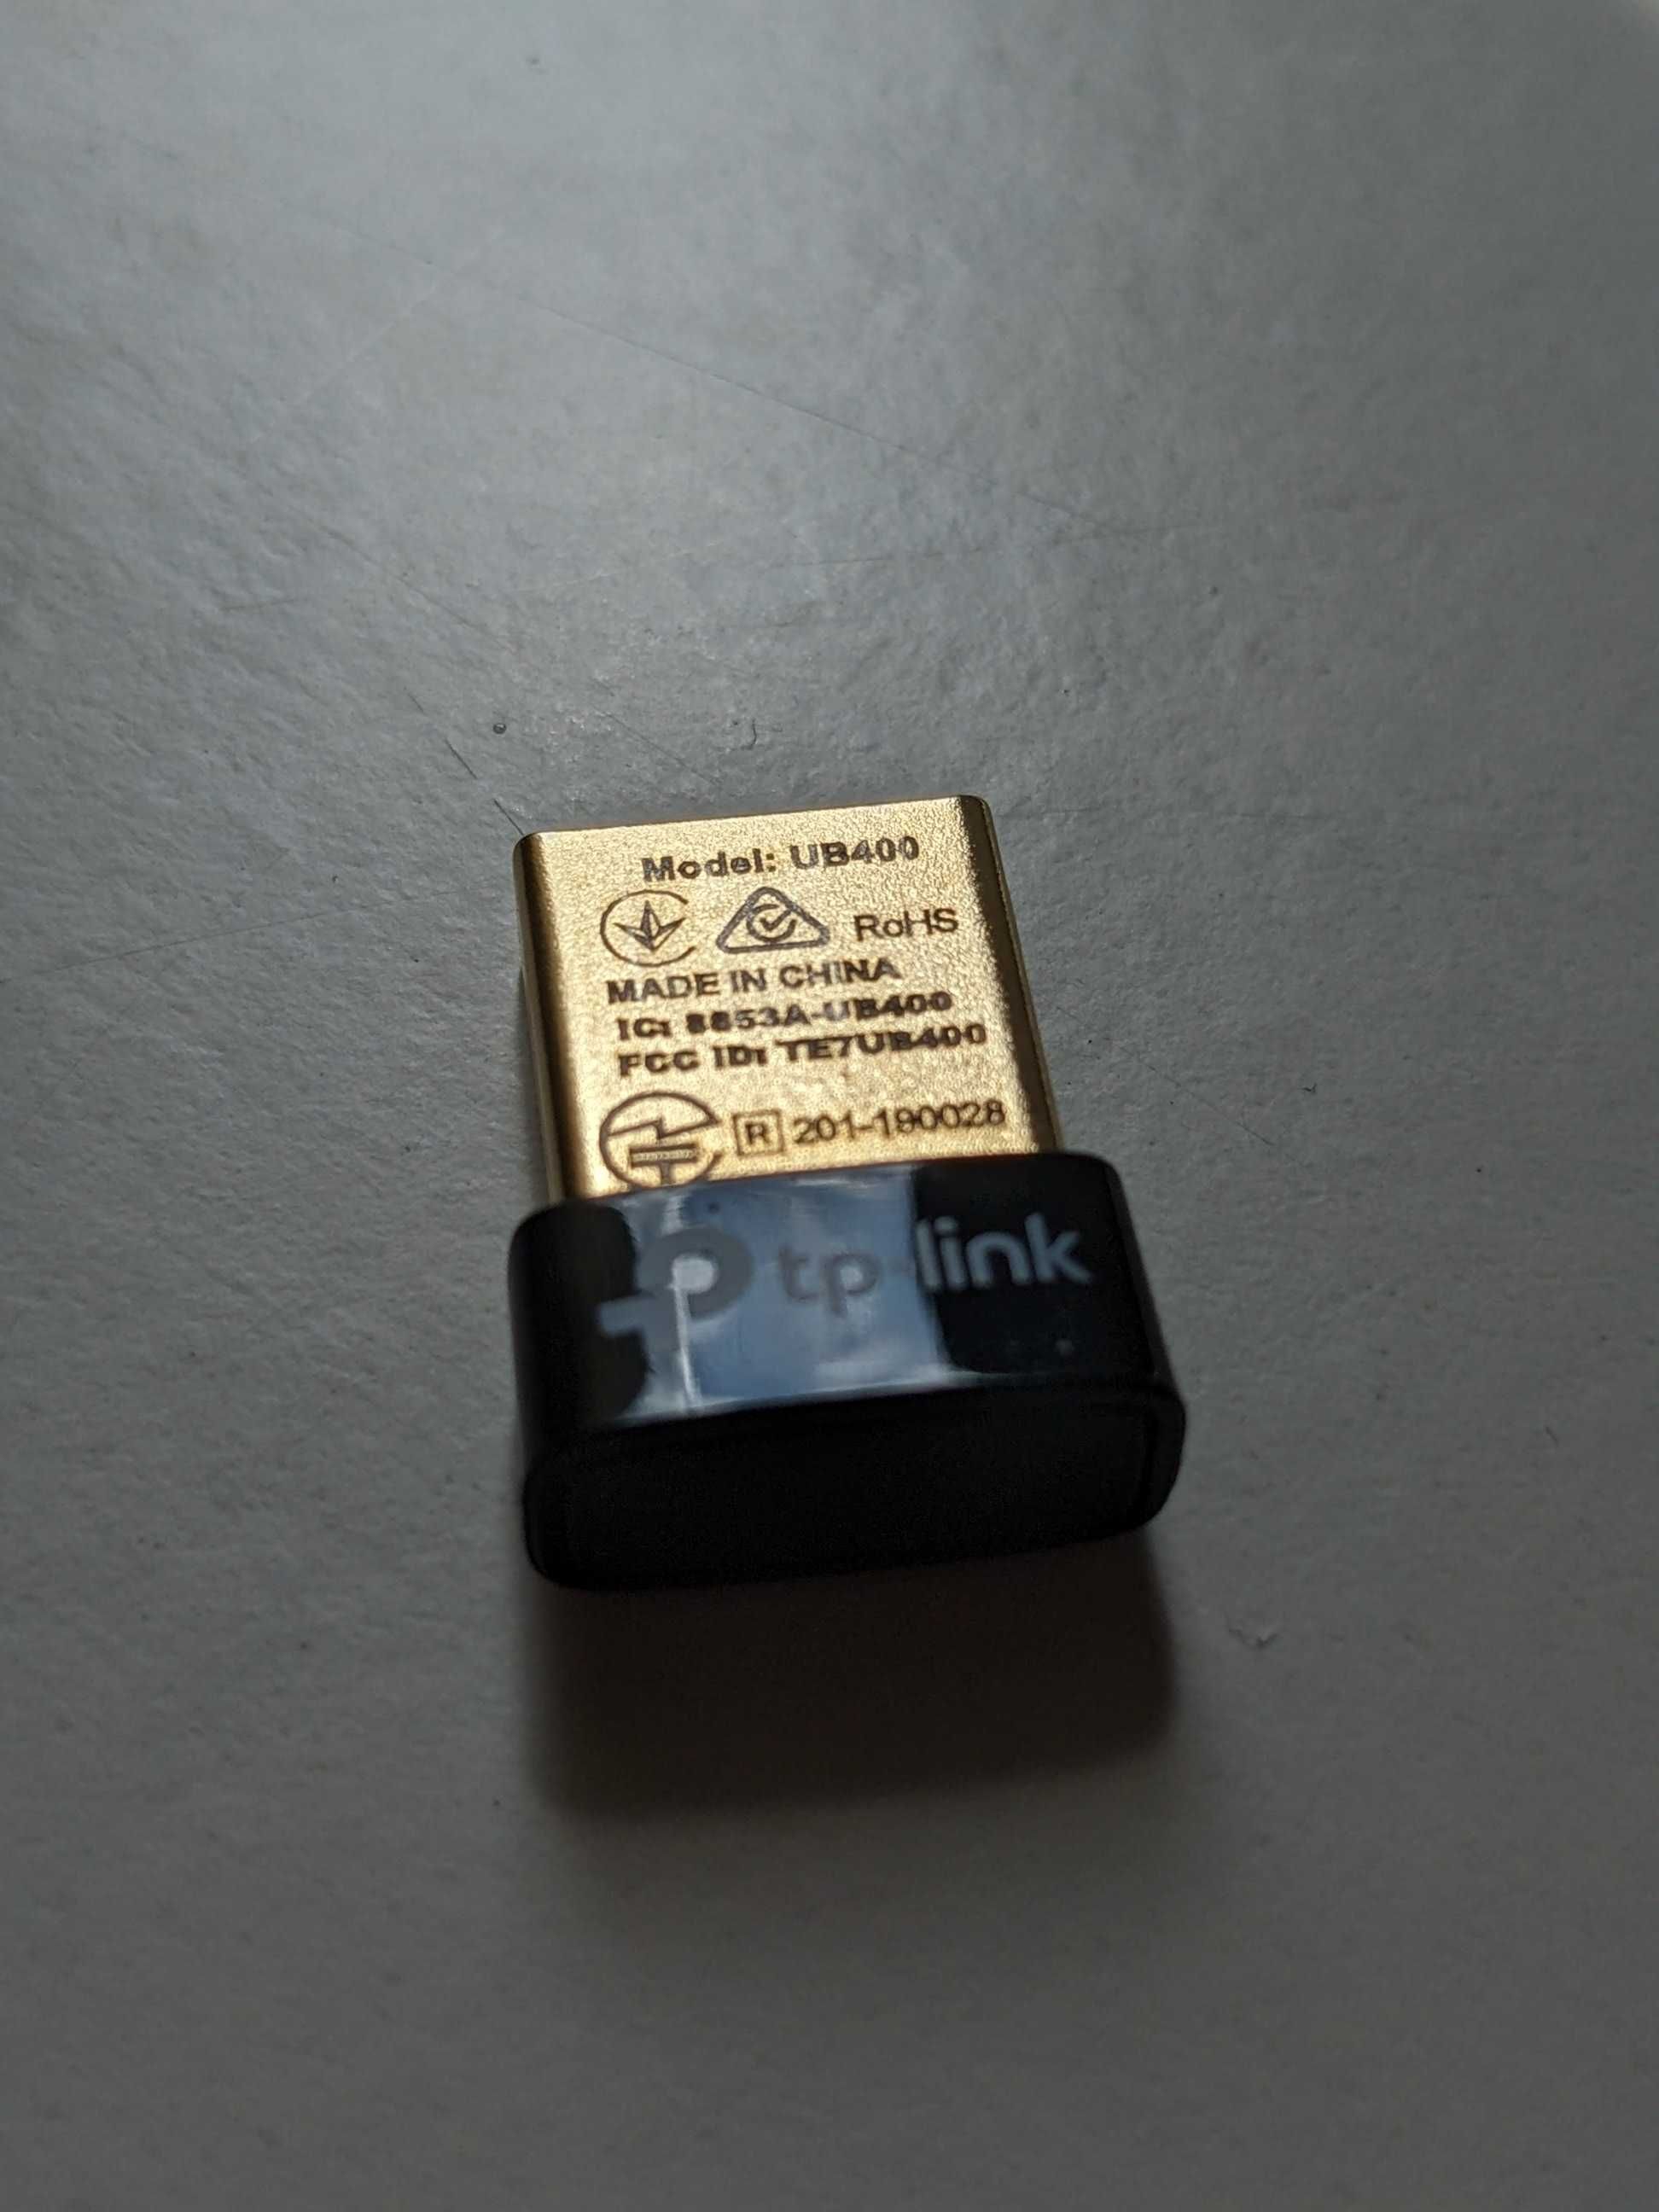 Model: UB400
RoHS
MADE IN CHINA
IC: 8853A-UB400
FCC ID: TE7UB400
R 201-190028
tp-link